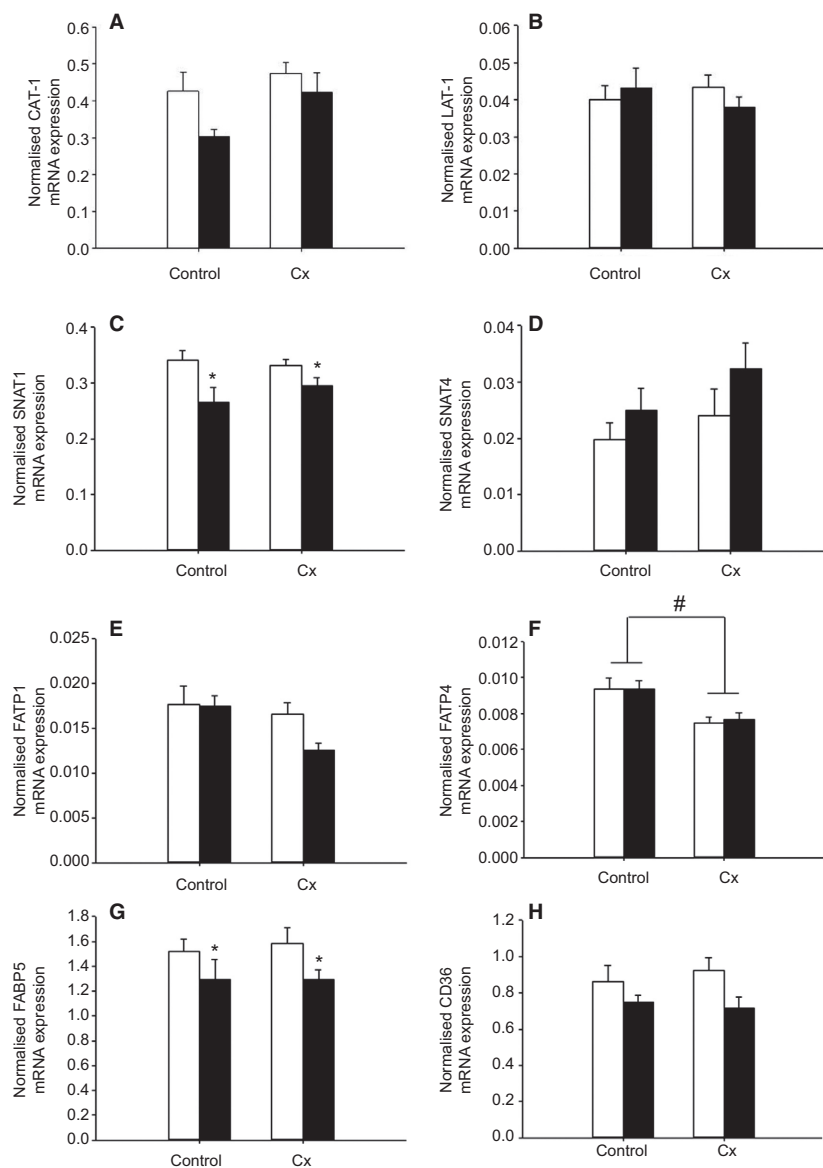 A
Normalised CAT-1
mRNA expression
0.6
0.5
0.4
0.3
0.2
0.1
0.0
Control
Cx
B
Normalised LAT-1
mRNA expression
0.06
0.05
0.04
0.03
0.02
0.01
0.00
Control
Cx
C
Normalised SNAT1
mRNA expression
0.4
0.3
0.2
0.1
0.0
*
*
Control
Cx
D
Normalised SNAT4
mRNA expression
0.04
0.03
0.02
0.01
0.00
Control
Cx
E
Normalised FATP1
mRNA expression
0.025
0.020
0.015
0.010
0.005
0.000
Control
Cx
F
#
Normalised FATP4
mRNA expression
0.012
0.010
0.008
0.006
0.004
0.002
0.000
Control
Cx
G
Normalised FABP5
mRNA expression
1.8
1.6
1.4
1.2
1.0
0.8
0.6
0.4
0.2
0.0
*
*
Control
Cx
H
Normalised CD36
mRNA expression
1.2
1.0
0.8
0.6
0.4
0.2
0.0
Control
Cx